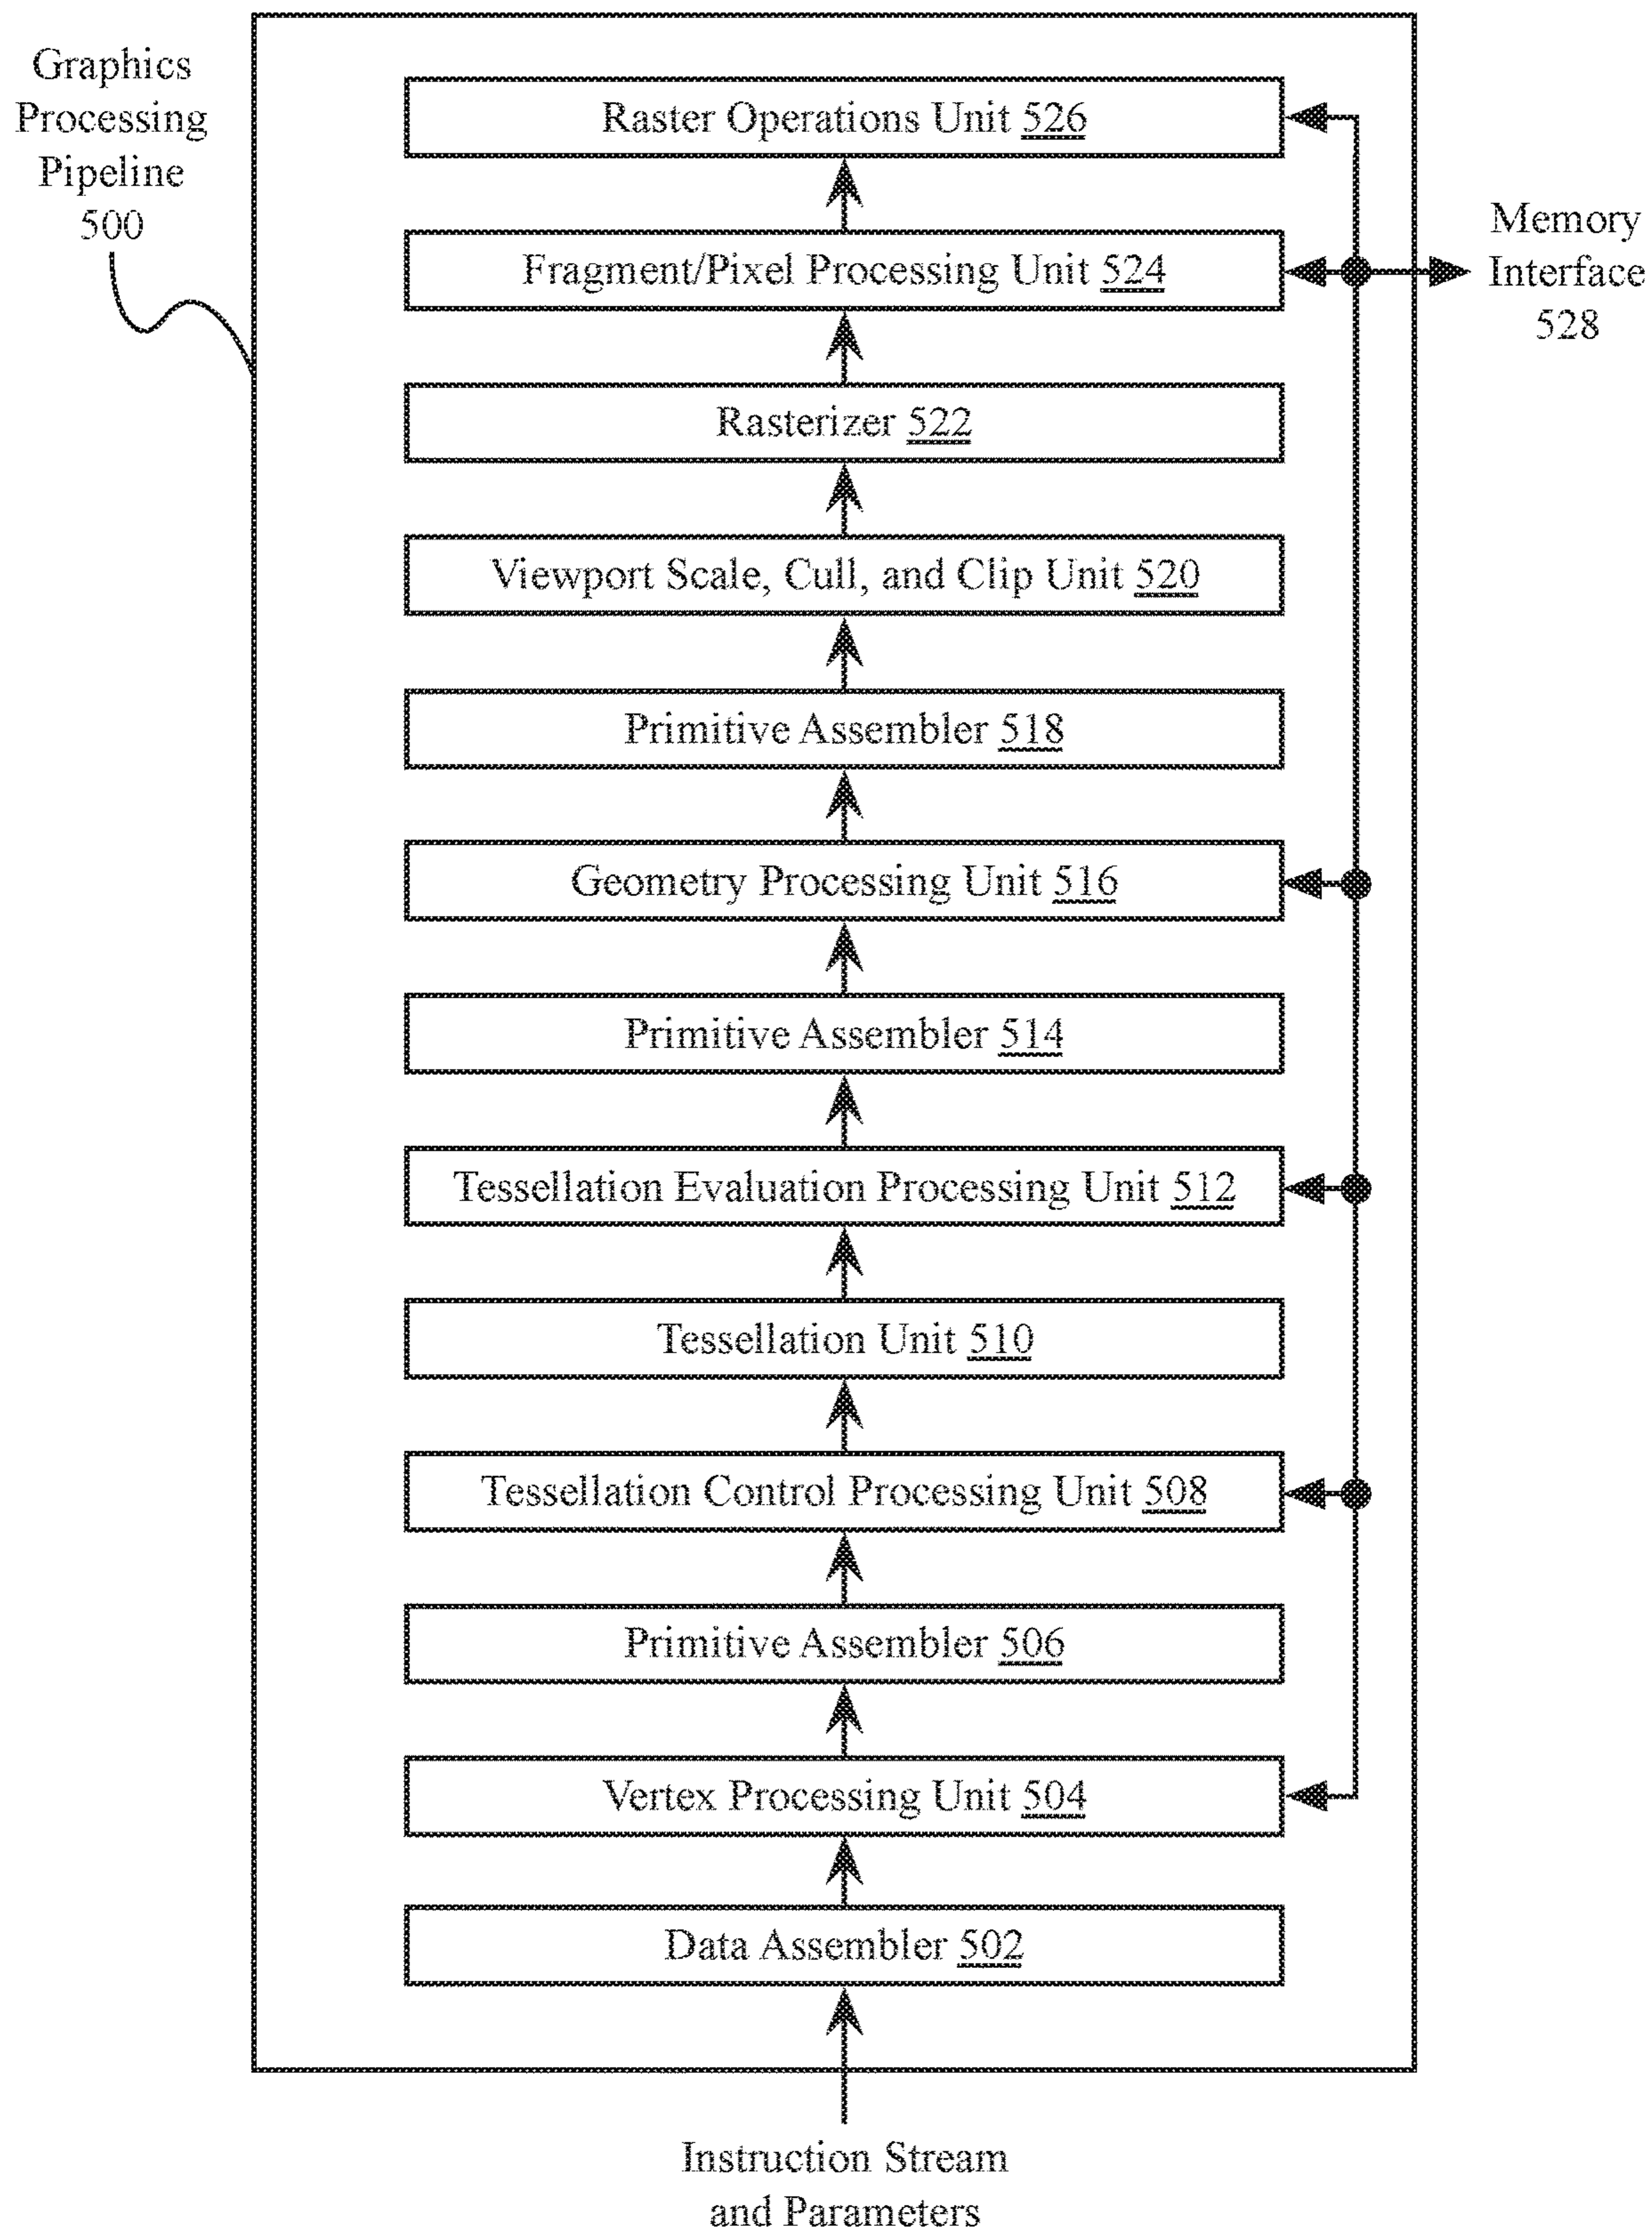 Graphics
Processing
Pipeline
500
Raster Operations Unit 526
Fragment/Pixel Processing Unit 524
Memory
Interface
528
Rasterizer 522
Viewport Scale, Cull, and Clip Unit 520
Primitive Assembler 518
Geometry Processing Unit 516
Primitive Assembler 514
Tessellation Evaluation Processing Unit 512
Tessellation Unit 510
Tessellation Control Processing Unit 508
Primitive Assembler 506
Vertex Processing Unit 504
Data Assembler 502
Instruction Stream
and Parameters